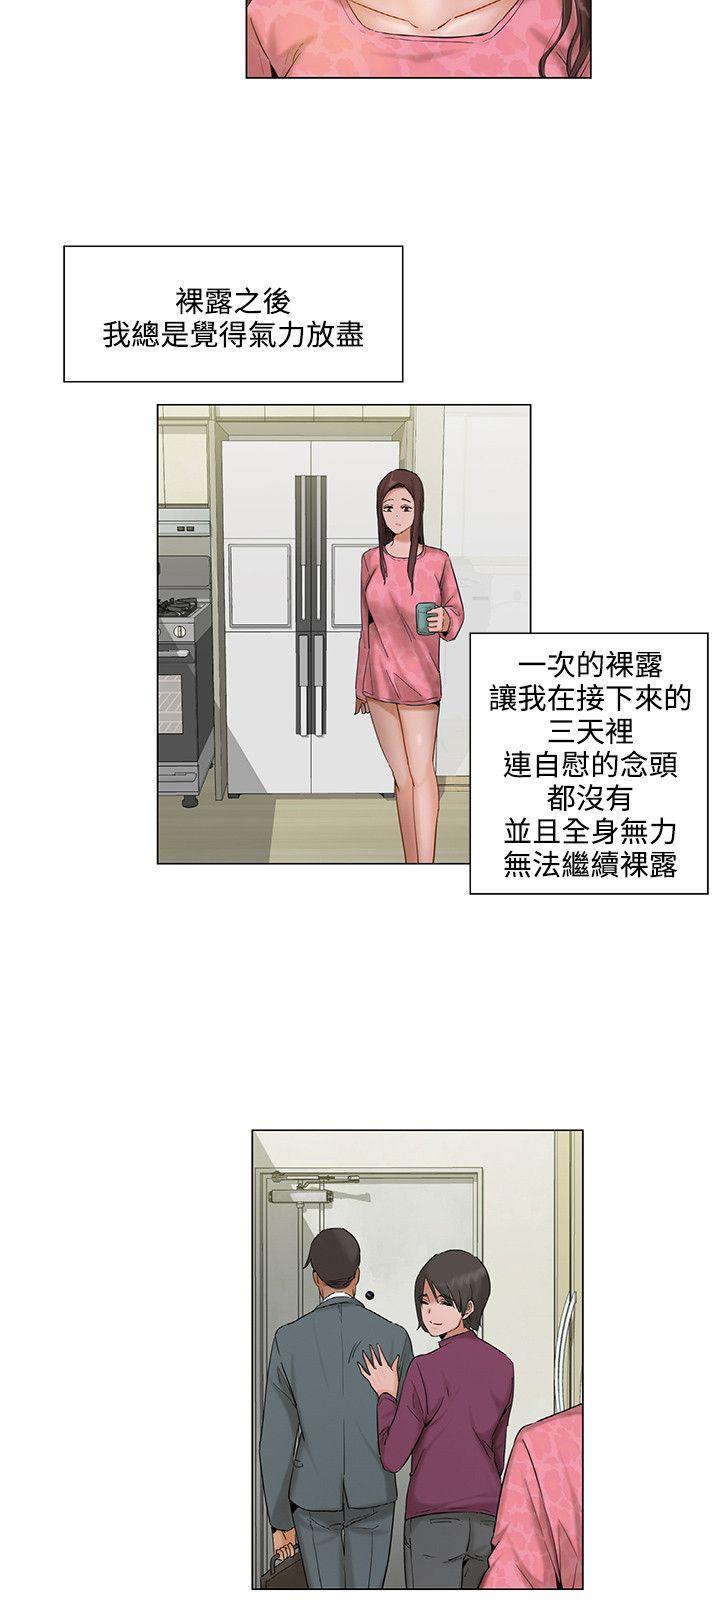 裸露之後
我總是覺得氣力放盡
一次的裸露
讓我在接下來的
三天裡
連自慰的念頭
都沒有
並且全身無力
無法繼續裸露